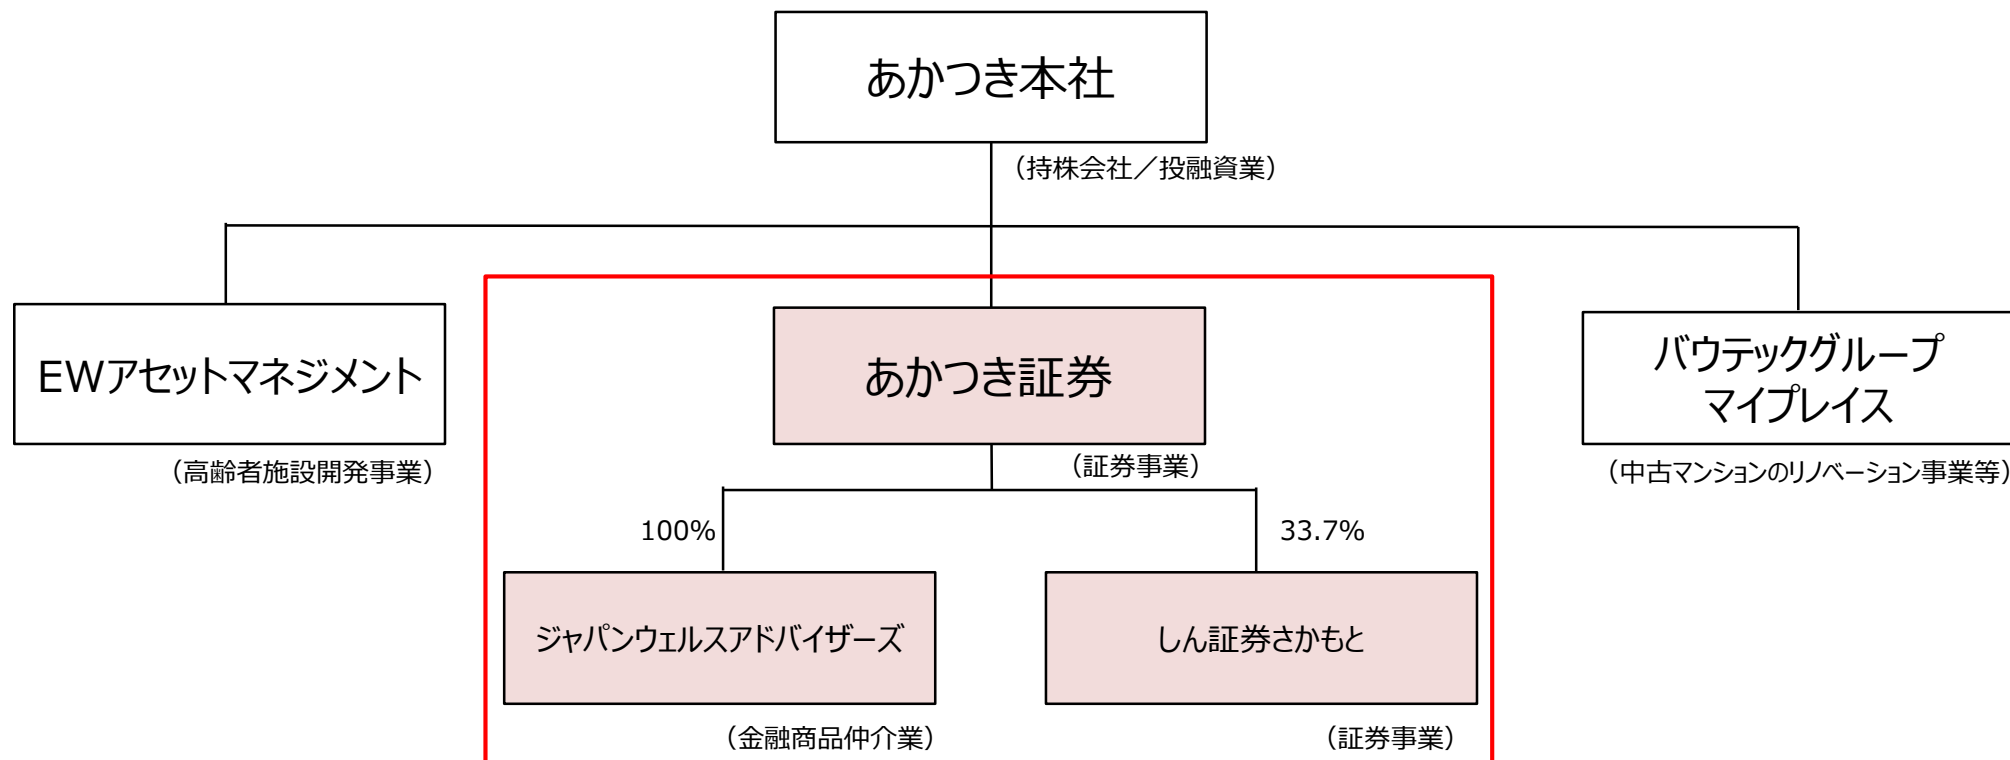 あかつき本社
（持株会社／投融資業）
EWアセットマネジメント
（高齢者施設開発事業）
あかつき証券
（証券事業）
バウテックグループ
マイプレイス
（中古マンションのリノベーション事業等）
100%
33.7%
ジャパンウェルスアドバイザーズ
（金融商品仲介業）
しん証券さかもと
（証券事業）